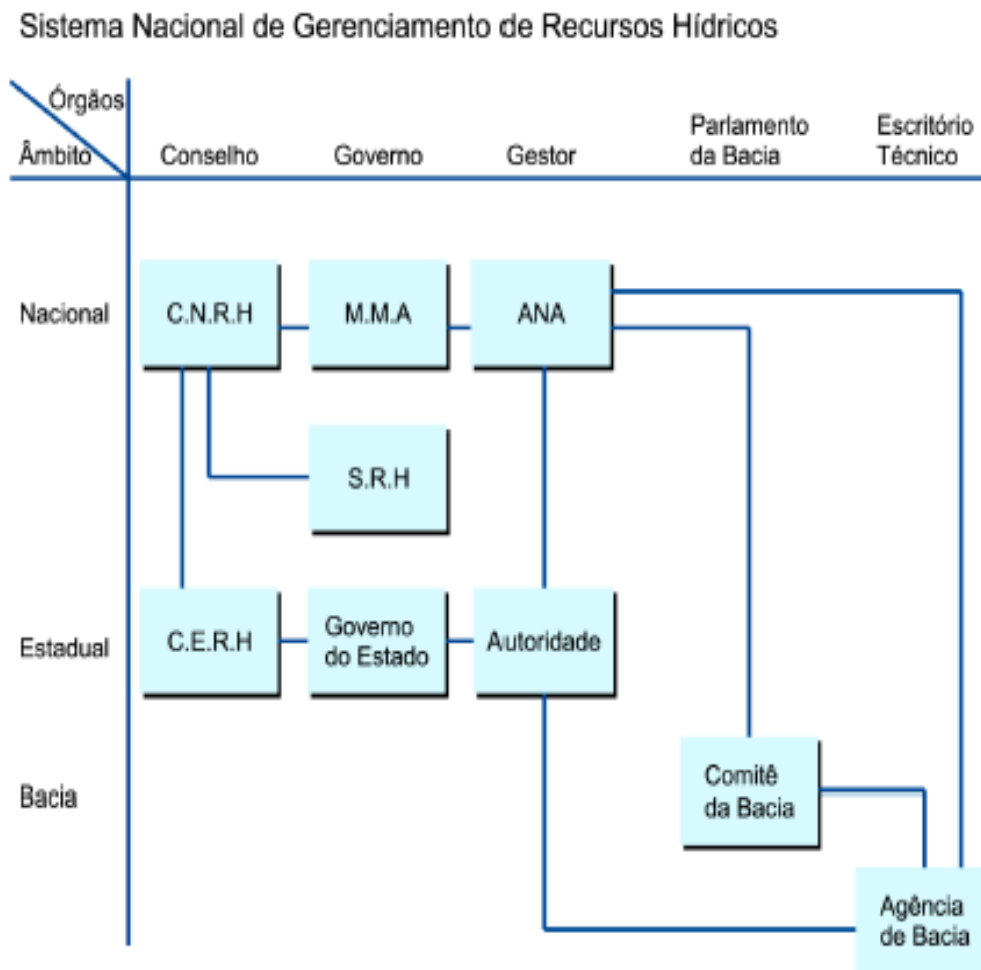 Sistema Nacional de Gerenciamento de Recursos Hídricos
Órgãos
Âmbito
Conselho
Governo
Gestor
Parlamento
da Bacia
Escritório
Técnico
Nacional
C.N.R.H
M.M.A
ANA
S.R.H
Estadual
C.E.R.H
Governo
do Estado
Autoridade
Bacia
Comitê
da Bacia
Agência
de Bacia